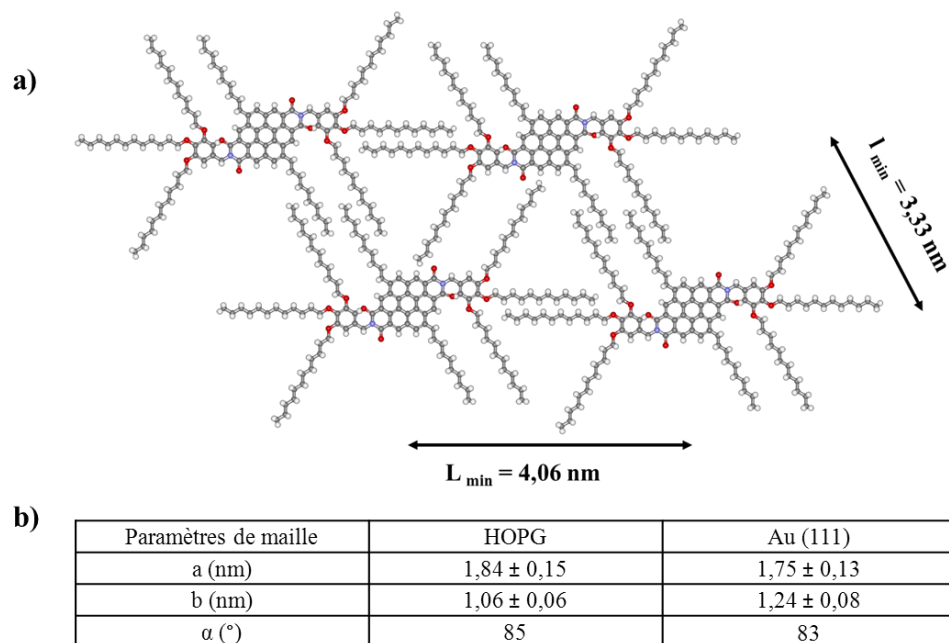 a)
l min = 3,33 nm
L min = 4,06 nm
b)
Paramètres de maille HOPG Au (111)
a (nm) 1,84 ± 0,15 1,75 ± 0,13
b (nm) 1,06 ± 0,06 1,24 ± 0,08
α (°) 85 83